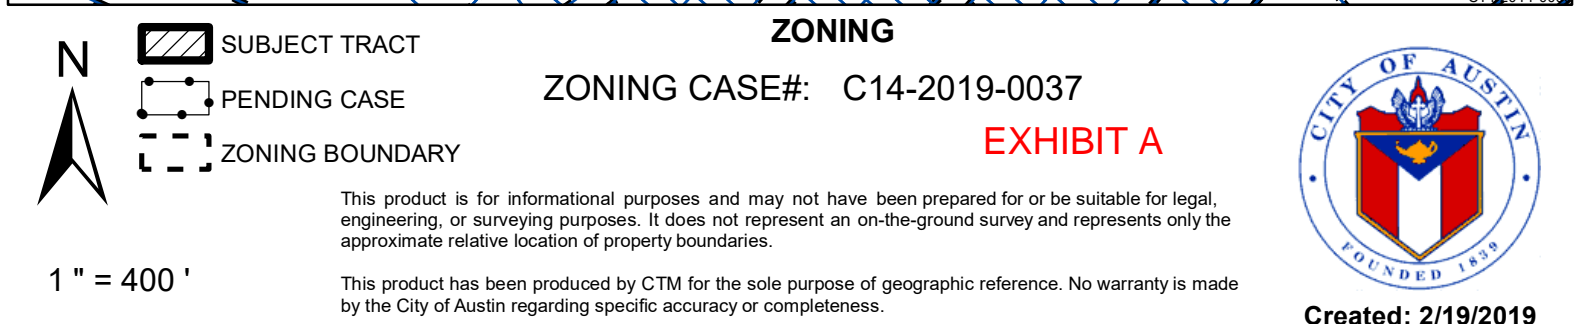 ZONING
N
SUBJECT TRACT
PENDING CASE
ZONING BOUNDARY
ZONING CASE#: C14-2019-0037
EXHIBIT A
This product is for informational purposes and may not have been prepared for or be suitable for legal,
engineering, or surveying purposes. It does not represent an on-the-ground survey and represents only the
approximate relative location of property boundaries.
1 " = 400 '
This product has been produced by CTM for the sole purpose of geographic reference. No warranty is made
by the City of Austin regarding specific accuracy or completeness.
CITY OF AUSTIN
FOUNDED 1839
Created: 2/19/2019